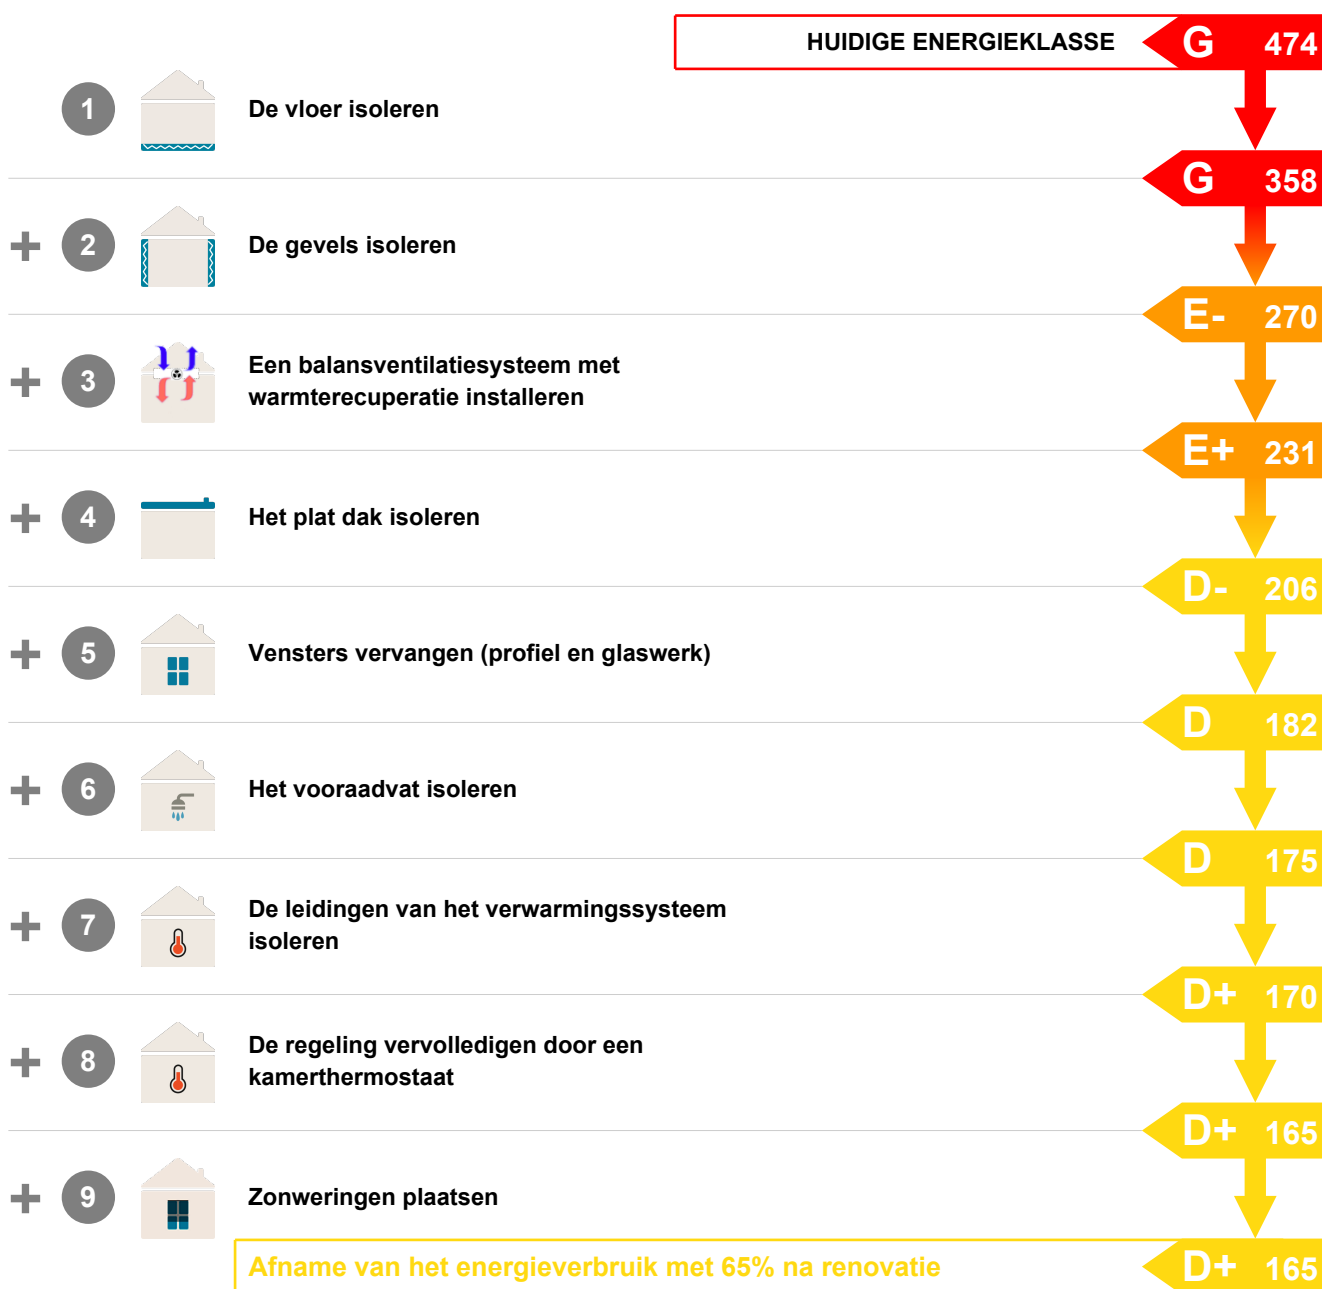 HUIDIGE ENERGIEKLASSE G 474
1 De vloer isoleren
G 358
+ 2 De gevels isoleren
E- 270
+ 3 Een balansventilatiesysteem met
warmterecuperatie installeren
E+ 231
+ 4 Het plat dak isoleren
D- 206
+ 5 Vensters vervangen (profiel en glaswerk)
D 182
+ 6 Het vooraadvat isoleren
D 175
+ 7 De leidingen van het verwarmingssysteem
isoleren
D+ 170
+ 8 De regeling vervolledigen door een
kamerthermostaat
D+ 165
+ 9 Zonweringen plaatsen
Afname van het energieverbruik met 65% na renovatie D+ 165